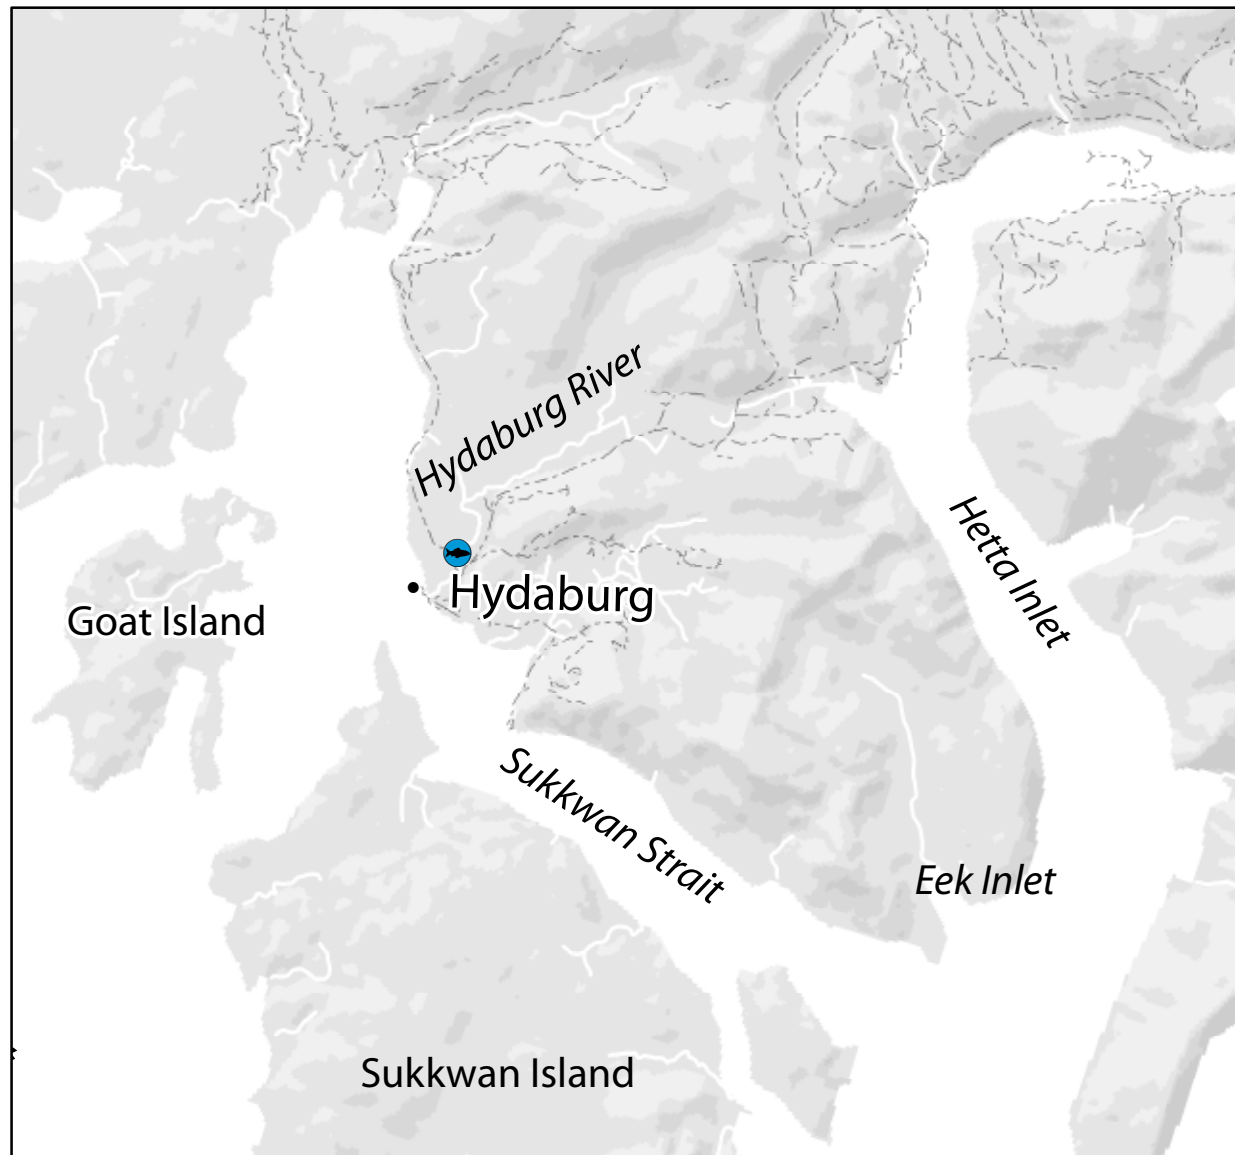 Hydaburg River
Hetta Inlet
Hydaburg
Goat Island
Sukkwan Strait
Eek Inlet
Sukkwan Island